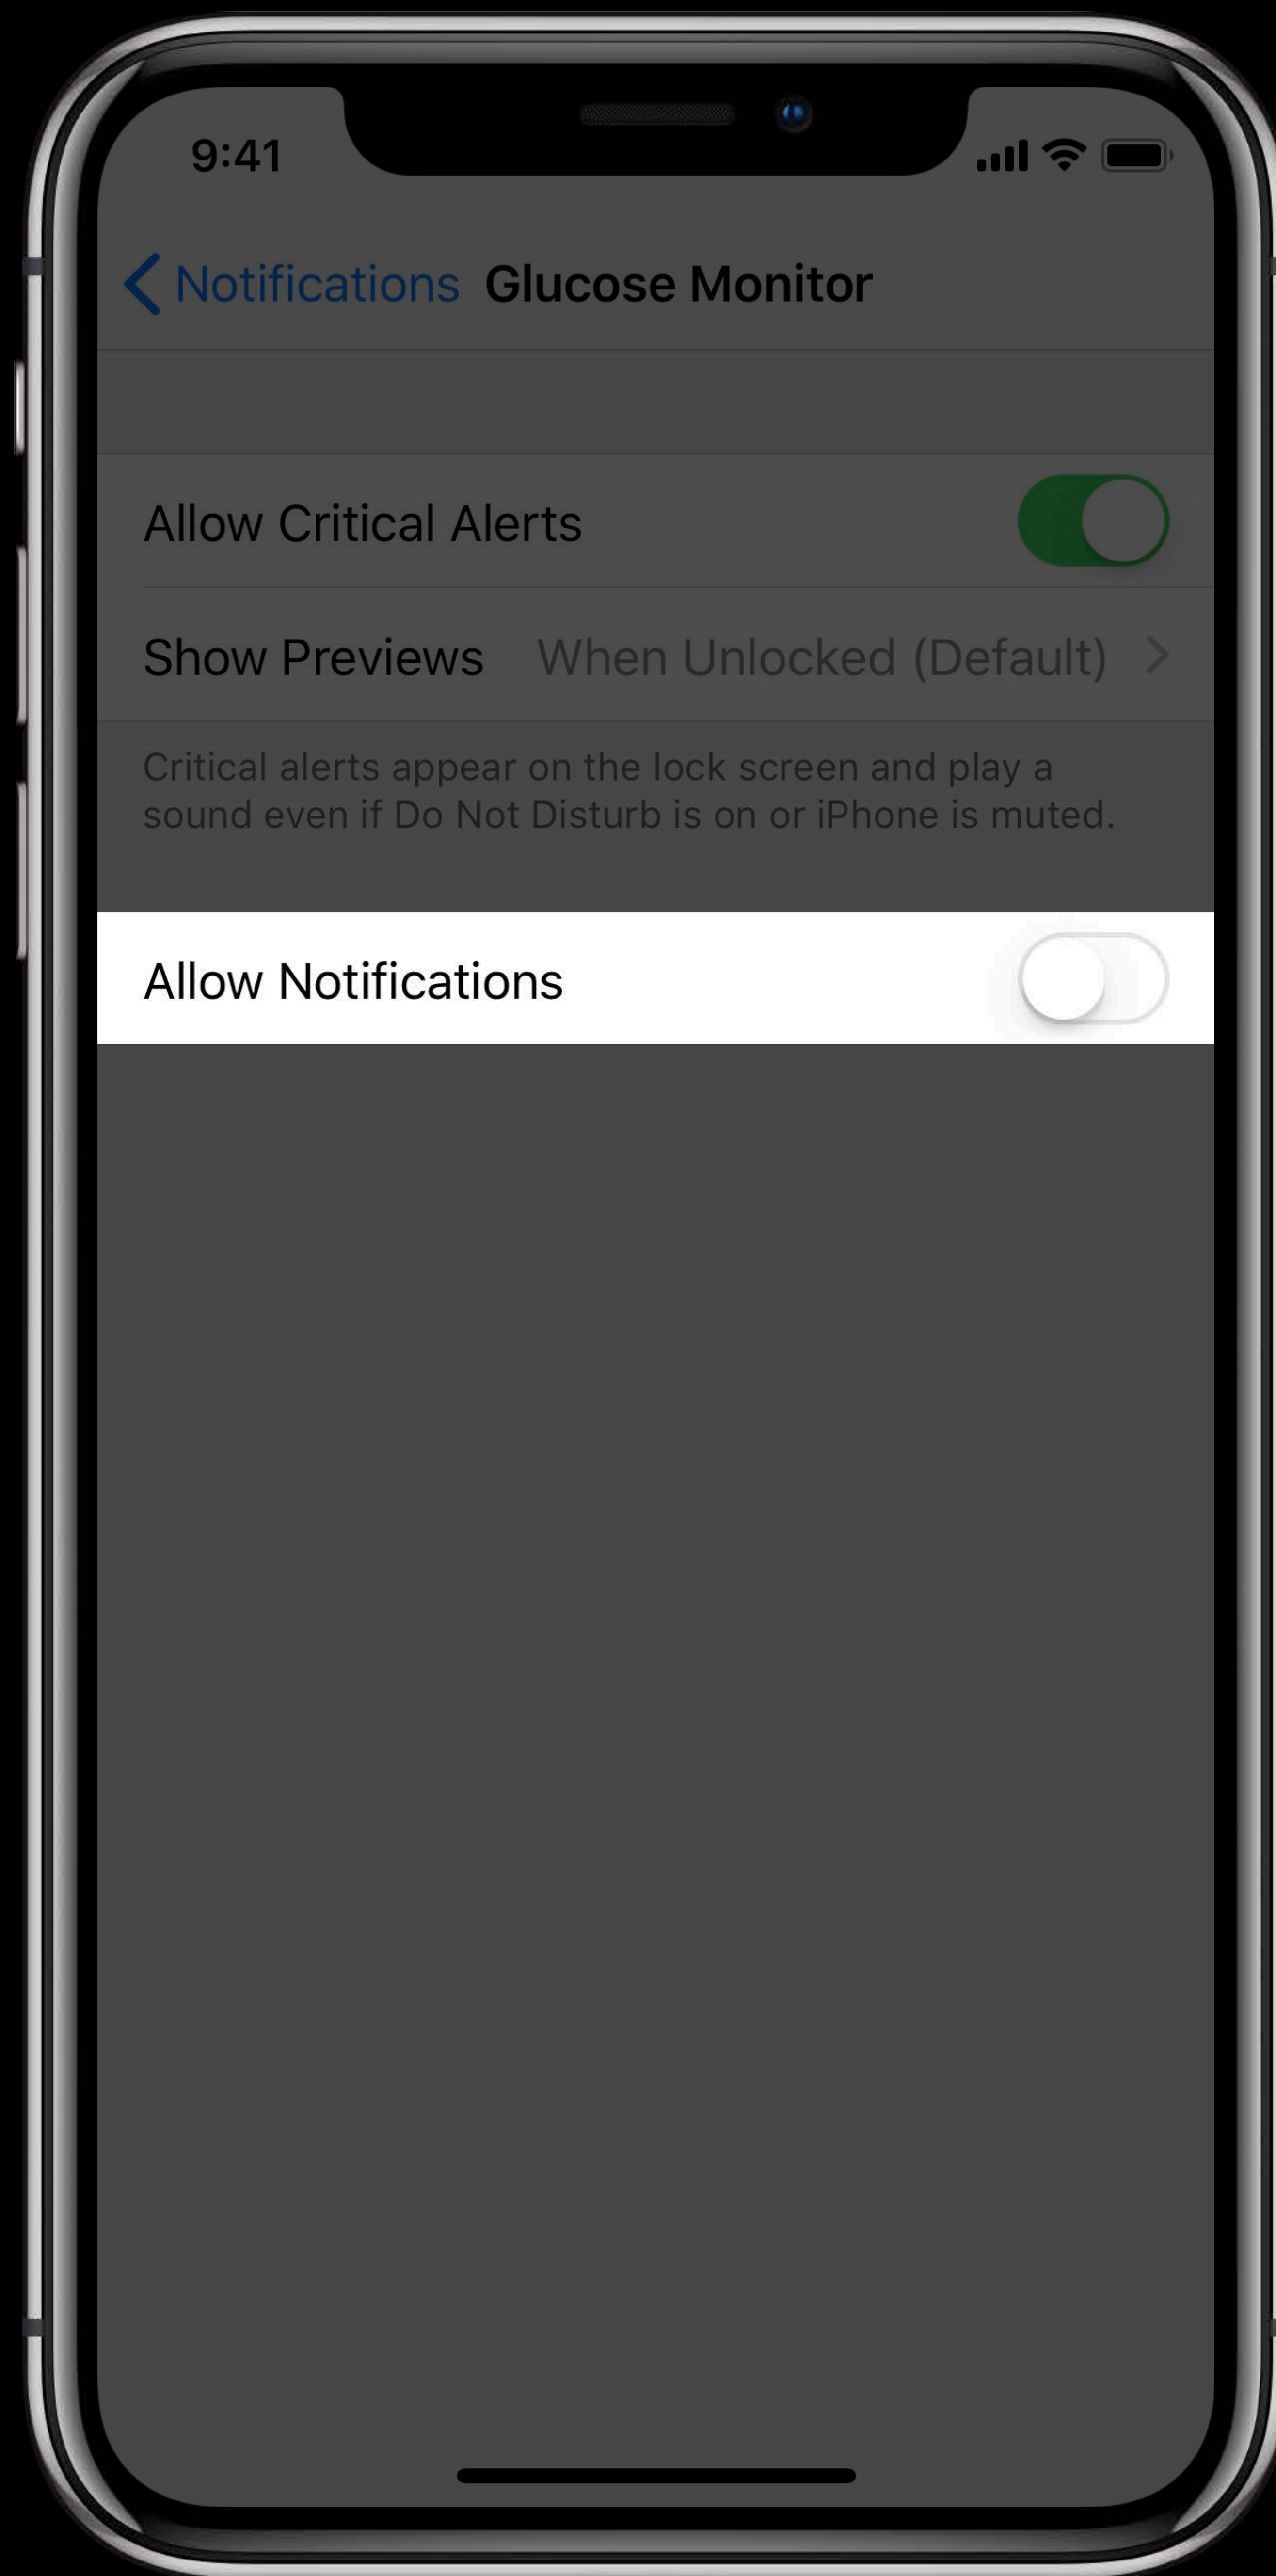 9:41
Notifications Glucose Monitor
Allow Critical Alerts
Show Previews When Unlocked (Default)
Critical alerts appear on the lock screen and play a
sound even if Do Not Disturb is on or iPhone is muted.
Allow Notifications